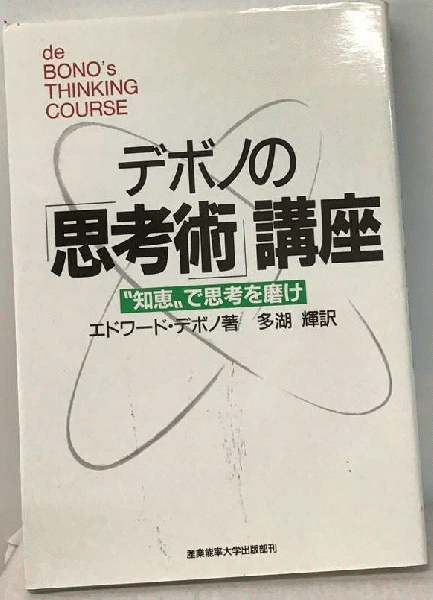 de
BONO's
THINKING
COURSE
デボノの
「思考術」講座
〝知恵〟で思考を磨け
エドワード・デボノ著 多湖 輝訳
産業能率大学出版部刊